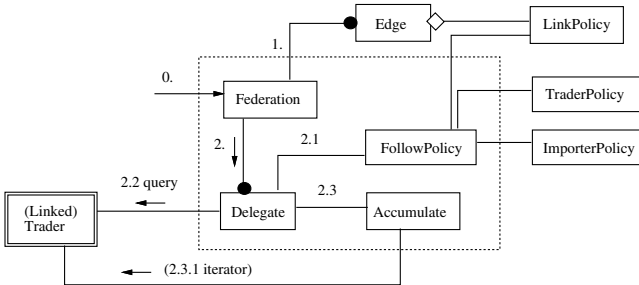 Edge
LinkPolicy
1.
0.
Federation
TraderPolicy
2.
2.1
FollowPolicy
ImporterPolicy
2.2 query
2.3
(Linked)
Trader
Delegate
Accumulate
(2.3.1 iterator)